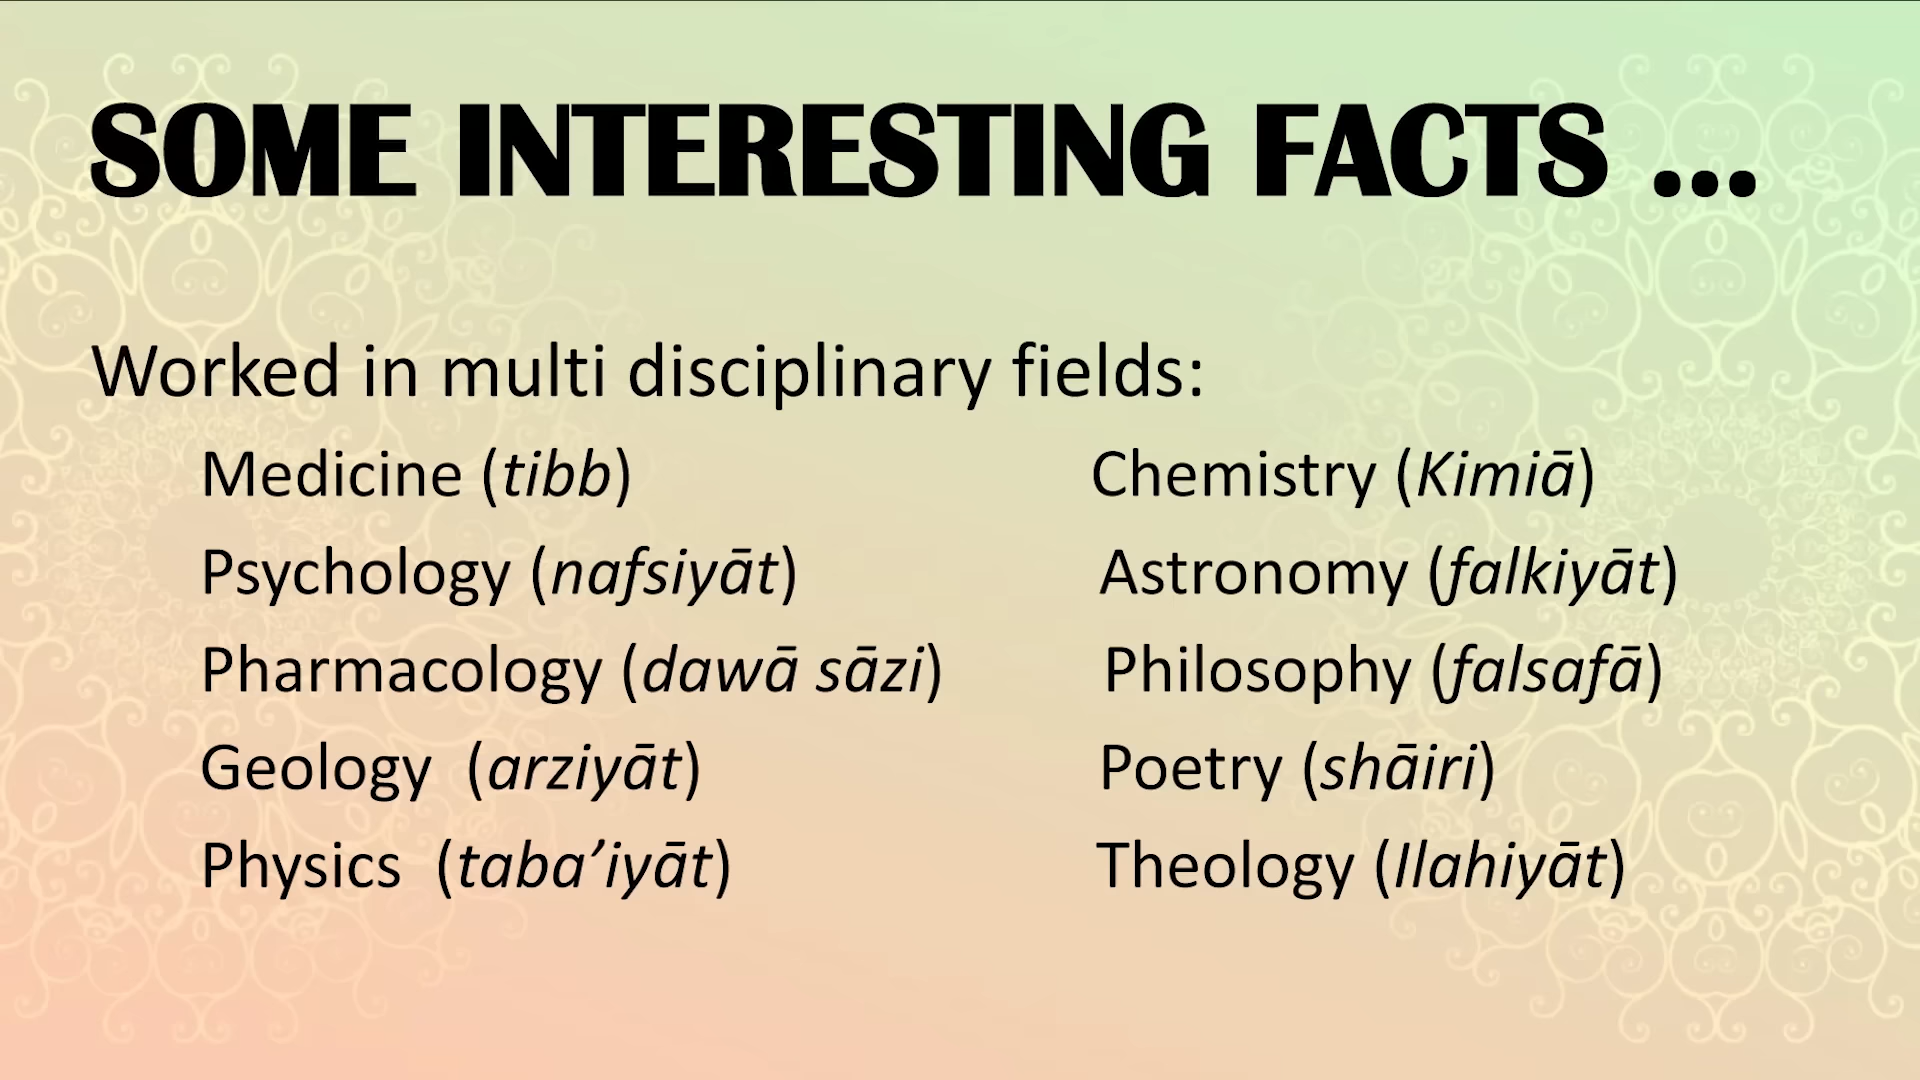 SOME INTERESTING FACTS ...
Worked in multi disciplinary fields:
Medicine (tibb) Chemistry (Kimiā)
Psychology (nafsiyāt) Astronomy (falkiyāt)
Pharmacology (dawā sāzi) Philosophy (falsafā)
Geology (arziyāt) Poetry (shāiri)
Physics (taba’iyāt) Theology (Ilahiyāt)